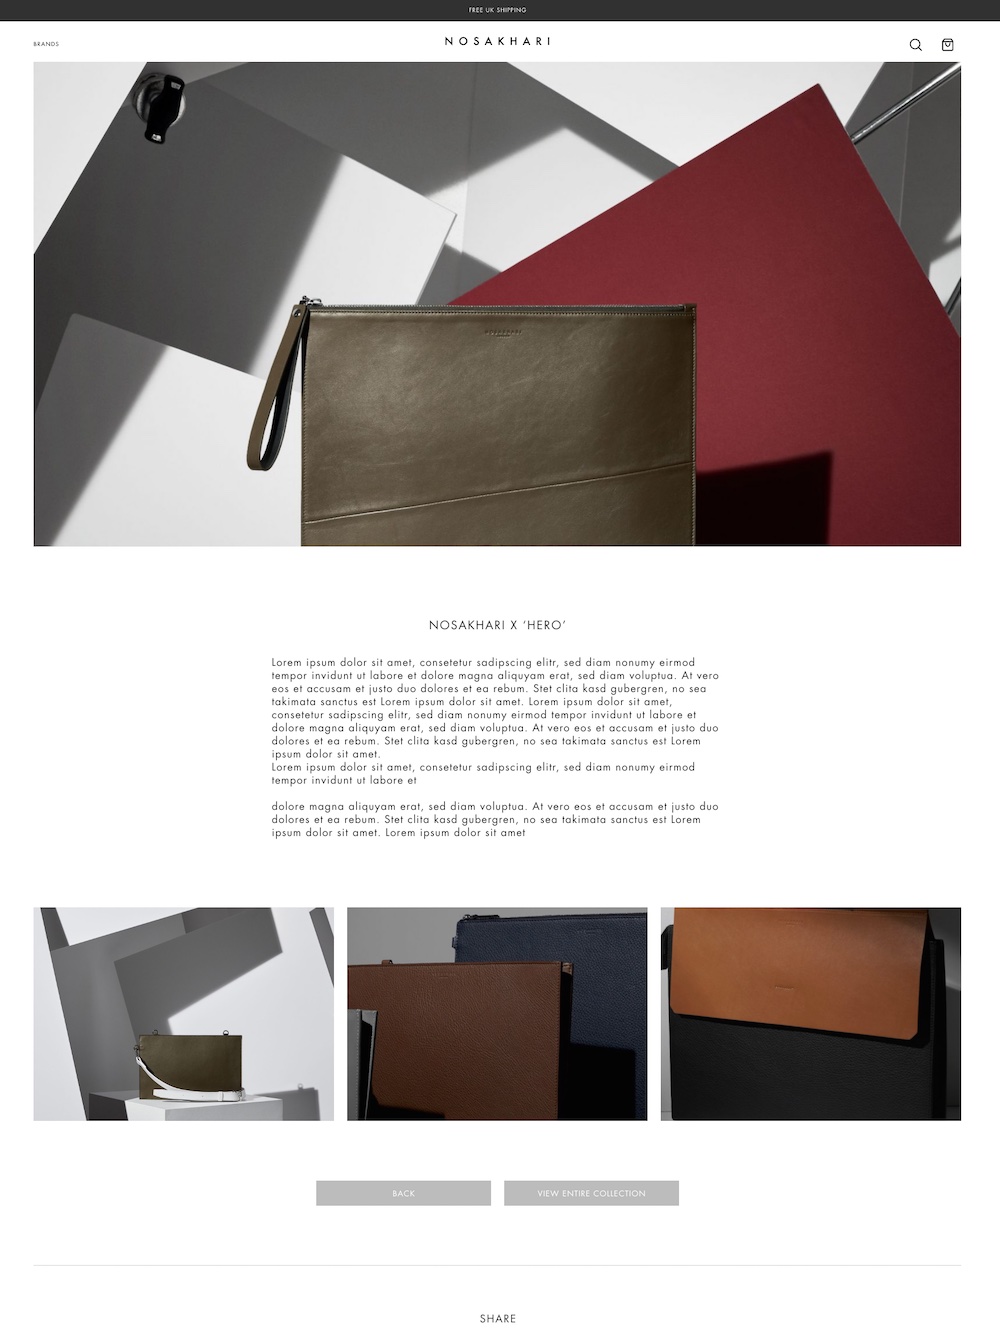 FREE UK SHIPPING
BRANDS
NOSAKHARI
NOSAKHARI
NOSAKHARI X ‘HERO’
Lorem ipsum dolor sit amet, consetetur sadipscing elitr, sed diam nonumy eirmod
tempor invidunt ut labore et dolore magna aliquyam erat, sed diam voluptua. At vero
eos et accusam et justo duo dolores et ea rebum. Stet clita kasd gubergren, no sea
takimata sanctus est Lorem ipsum dolor sit amet. Lorem ipsum dolor sit amet,
consetetur sadipscing elitr, sed diam nonumy eirmod tempor invidunt ut labore et
dolore magna aliquyam erat, sed diam voluptua. At vero eos et accusam et justo duo
dolores et ea rebum. Stet clita kasd gubergren, no sea takimata sanctus est Lorem
ipsum dolor sit amet.
Lorem ipsum dolor sit amet, consetetur sadipscing elitr, sed diam nonumy eirmod
tempor invidunt ut labore et
dolore magna aliquyam erat, sed diam voluptua. At vero eos et accusam et justo duo
dolores et ea rebum. Stet clita kasd gubergren, no sea takimata sanctus est Lorem
ipsum dolor sit amet. Lorem ipsum dolor sit amet
BACK
VIEW ENTIRE COLLECTION
SHARE